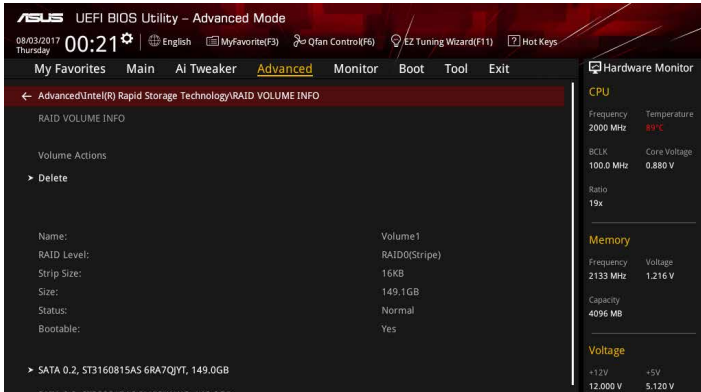 ASUS UEFI BIOS Utility – Advanced Mode
08/03/2017 Thursday 00:21 English MyFavorite(F3) Qfan Control(F6) EZ Tuning Wizard(F11) ? Hot Keys
My Favorites Main Ai Tweaker Advanced Monitor Boot Tool Exit
Hardware Monitor
← Advanced\Intel(R) Rapid Storage Technology\RAID VOLUME INFO
RAID VOLUME INFO
Volume Actions
> Delete
Name: Volume1
RAID Level: RAID0(Stripe)
Strip Size: 16KB
Size: 149.1GB
Status: Normal
Bootable: Yes
> SATA 0.2, ST3160815AS 6RA7QJYT, 149.0GB
CPU
Frequency Temperature
2000 MHz 89°C
BCLK Core Voltage
100.0 MHz 0.880 V
Ratio
19x
Memory
Frequency Voltage
2133 MHz 1.216 V
Capacity
4096 MB
Voltage
+12V +5V
12.000 V 5.120 V